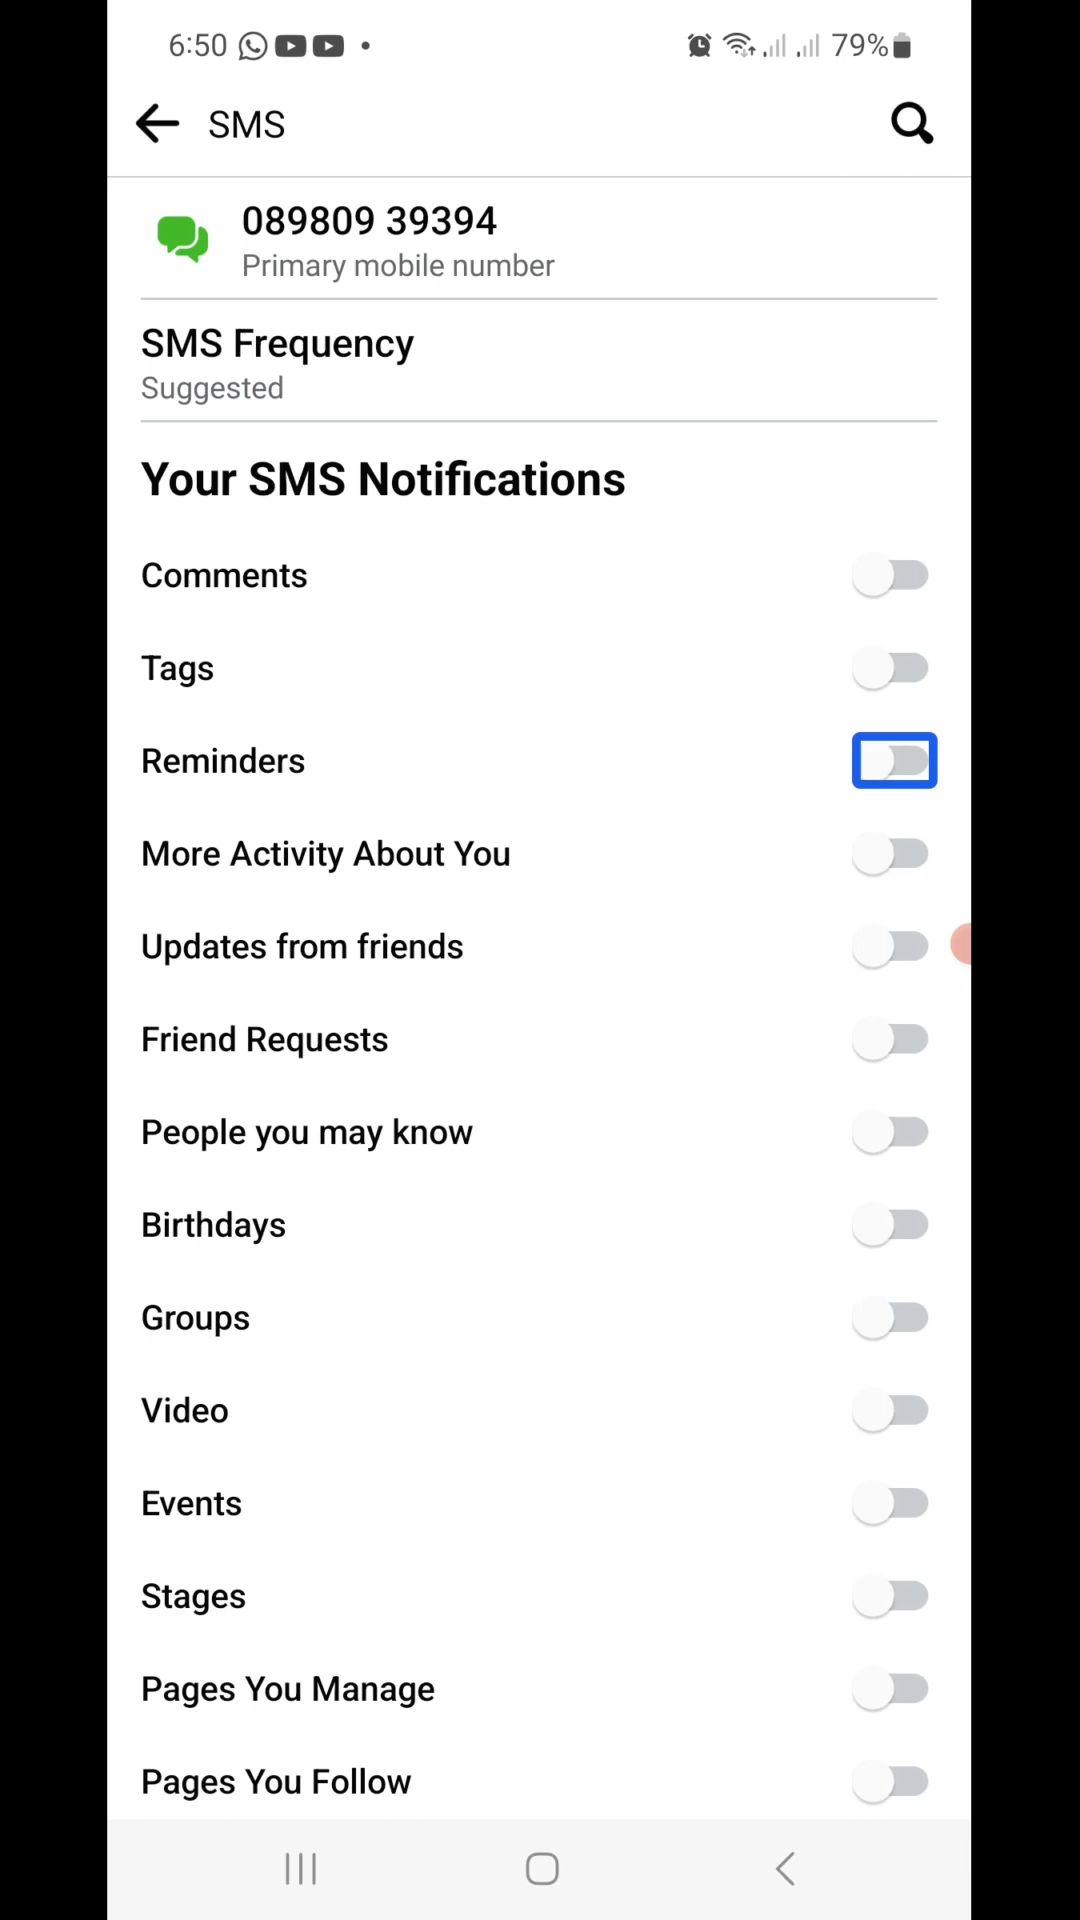 6:50 79%
SMS
089809 39394
Primary mobile number
SMS Frequency
Suggested
Your SMS Notifications
Comments
Tags
Reminders
More Activity About You
Updates from friends
Friend Requests
People you may know
Birthdays
Groups
Video
Events
Stages
Pages You Manage
Pages You Follow